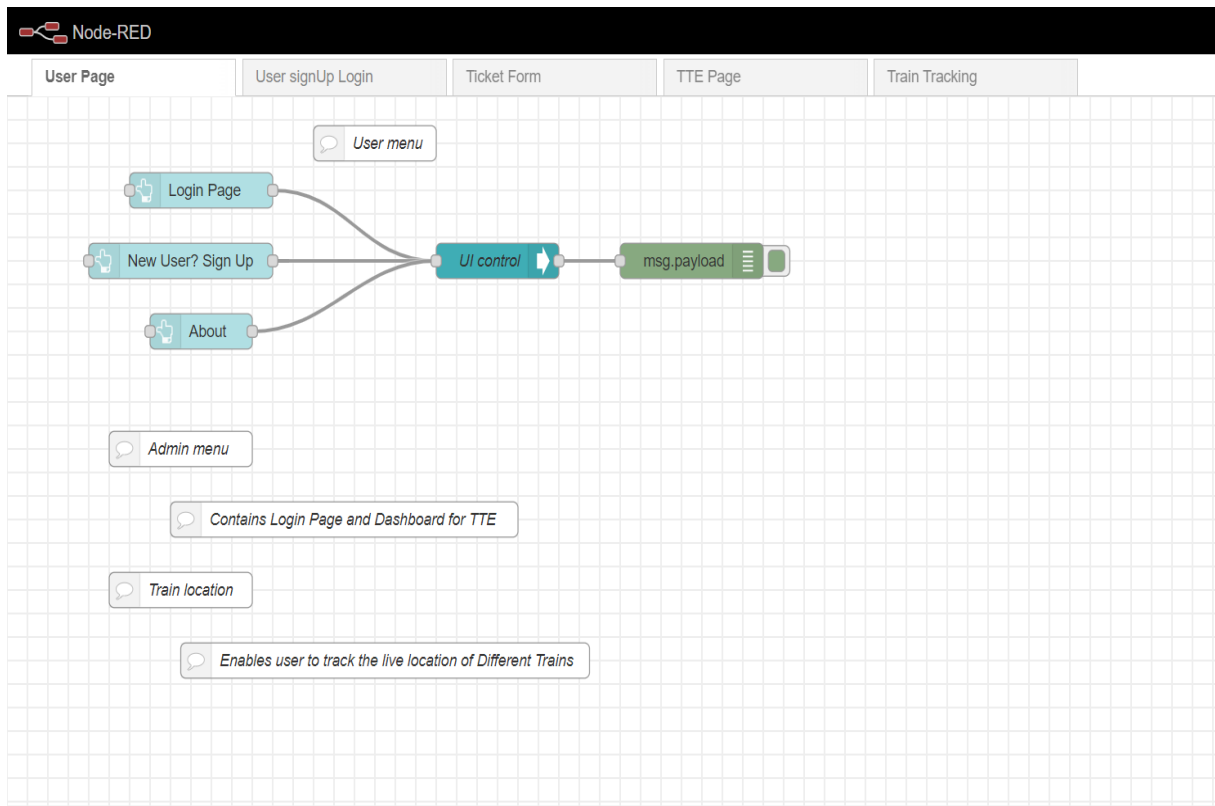 Node-RED
User Page
User signUp Login
Ticket Form
TTE Page
Train Tracking
User menu
Login Page
New User? Sign Up
UI control
msg.payload
About
Admin menu
Contains Login Page and Dashboard for TTE
Train location
Enables user to track the live location of Different Trains